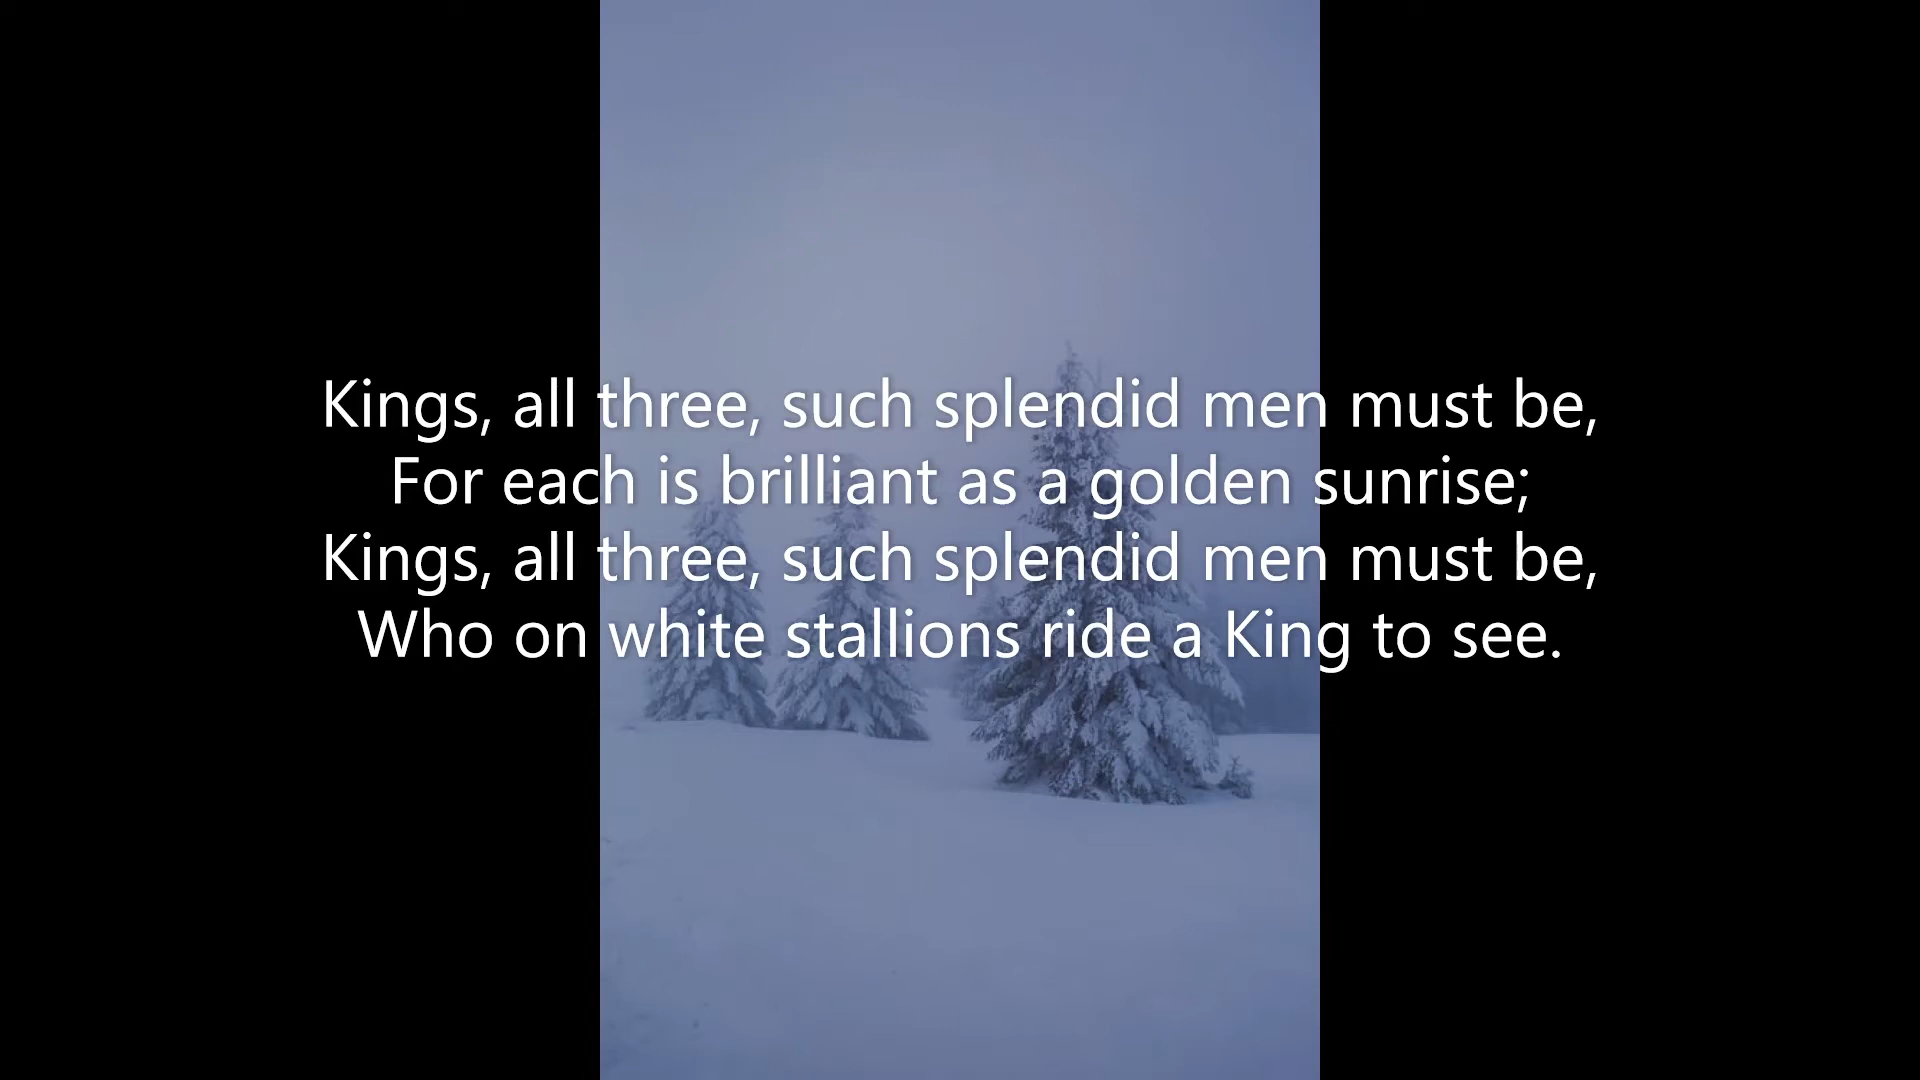 Kings, all three, such splendid men must be,
For each is brilliant as a golden sunrise;
Kings, all three, such splendid men must be,
Who on white stallions ride a King to see.